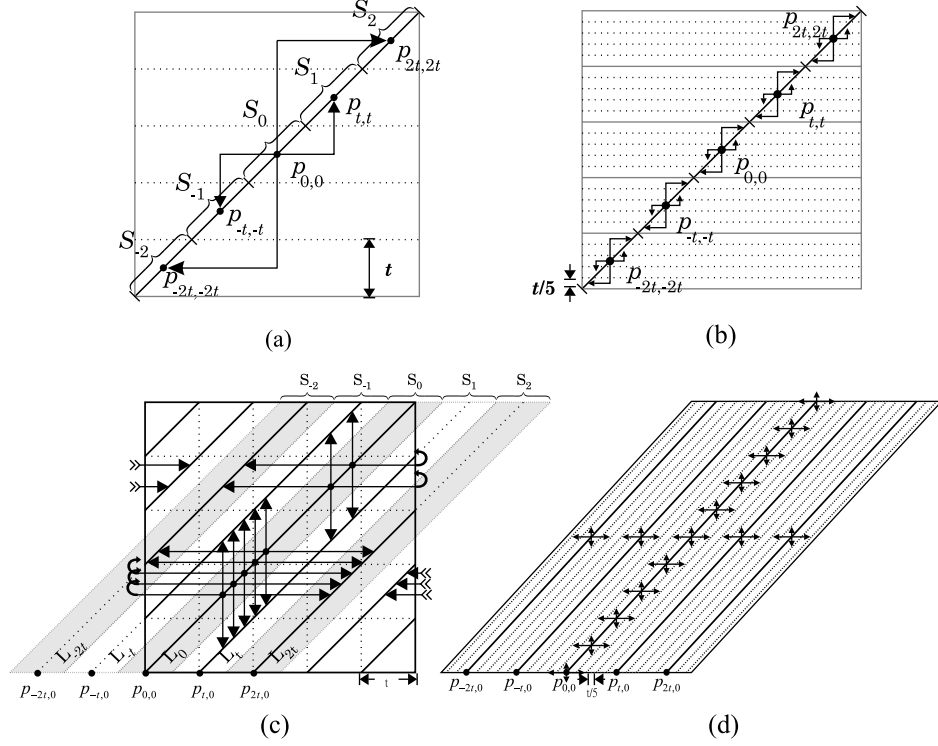 S2
p2t,2t
S1
pt,t
S0
p0,0
S-1
p-t,-t
S-2
p-2t,-2t
t
(a)
p2t,2t
pt,t
p0,0
p-t,-t
p-2t,-2t
t/5
(b)
S-2 S-1 S0 S1 S2
L-2t L-t L0 Lt L2t
t
p−2t,0 p−t,0 p0,0 pt,0 p2t,0
(c)
p−2t,0 p−t,0 p0,0 t/5 pt,0 p2t,0
(d)